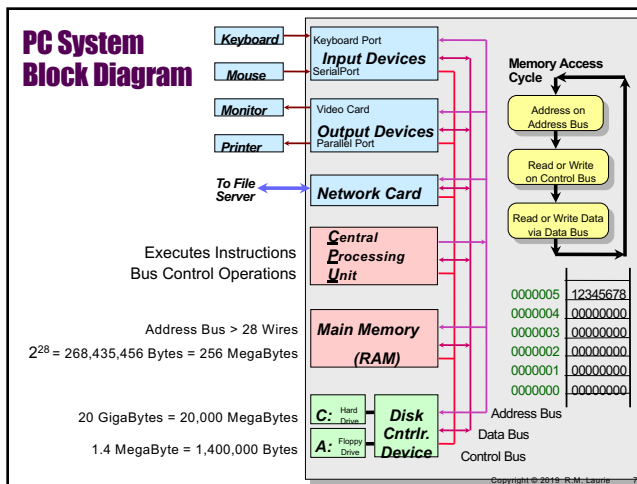 PC System
Block Diagram
Keyboard
Mouse
Monitor
Printer
To File
Server
Keyboard Port
Input Devices
SerialPort
Video Card
Output Devices
Parallel Port
Network Card
Executes Instructions
Bus Control Operations
Central
Processing
Unit
Address Bus > 28 Wires
2²⁸ = 268,435,456 Bytes = 256 MegaBytes
Main Memory
(RAM)
20 GigaBytes = 20,000 MegaBytes
1.4 MegaByte = 1,400,000 Bytes
C: Hard Drive
A: Floppy Drive
Disk
Cntrlr.
Device
Memory Access
Cycle
Address on
Address Bus
Read or Write
on Control Bus
Read or Write Data
via Data Bus
0000005 12345678
0000004 00000000
0000003 00000000
0000002 00000000
0000001 00000000
0000000 00000000
Address Bus
Data Bus
Control Bus
Copyright © 2019 R.M. Laurie 7